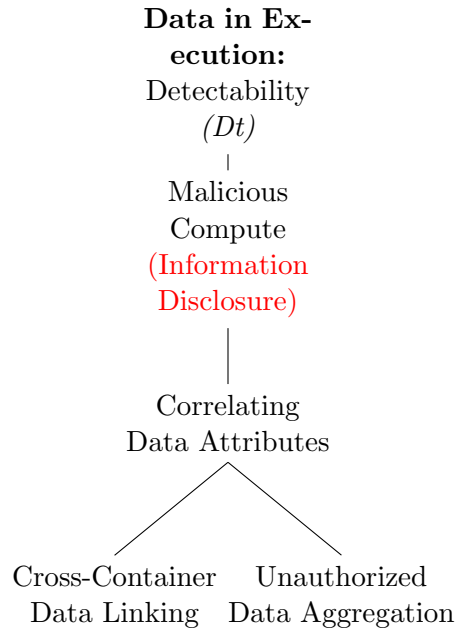 Data in Ex-
ecution:
Detectability
(Dt)
Malicious
Compute
(Information
Disclosure)
Correlating
Data Attributes
Cross-Container
Data Linking
Unauthorized
Data Aggregation